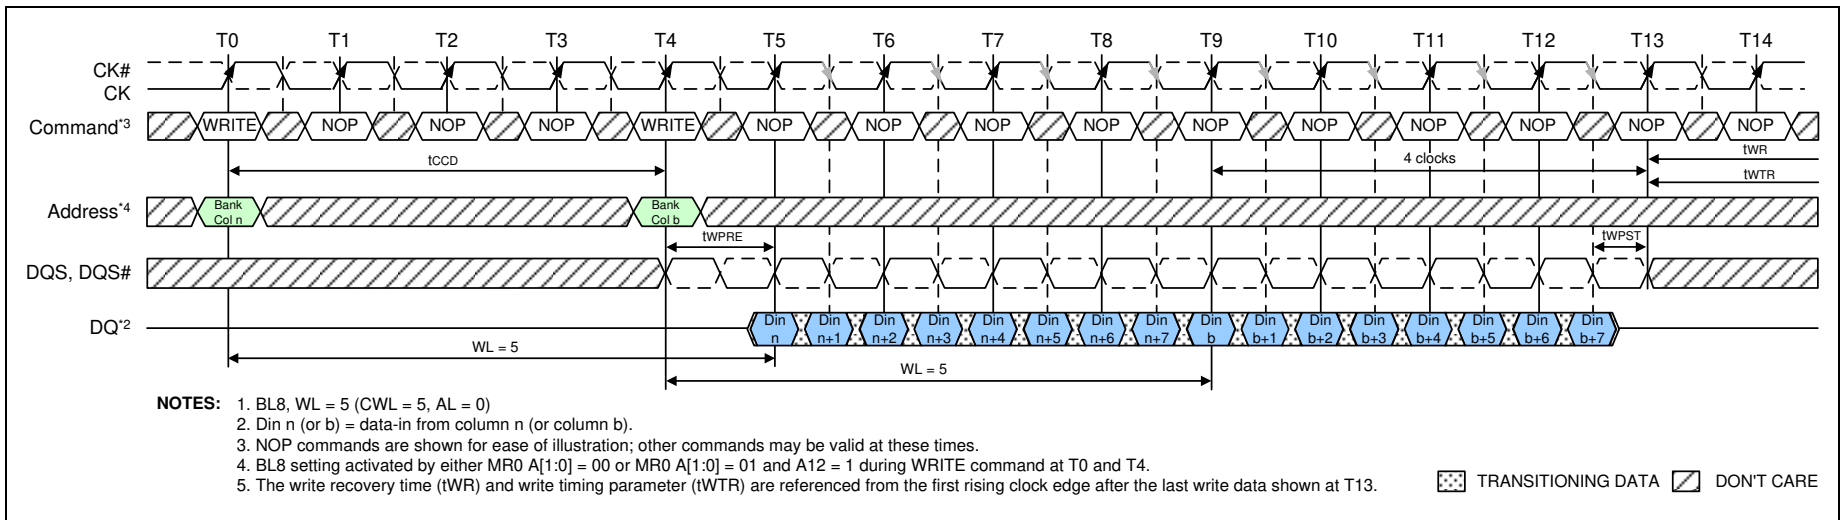 T0 T1 T2 T3 T4 T5 T6 T7 T8 T9 T10 T11 T12 T13 T14
CK#
CK
Command*3 WRITE NOP NOP NOP WRITE NOP NOP NOP NOP NOP NOP NOP NOP NOP NOP
tCCD 4 clocks tWR
tWTR
Address*4 Bank Col n Bank Col b
tWPRE tWPST
DQS, DQS#
DQ*2 Din n Din n+1 Din n+2 Din n+3 Din n+4 Din n+5 Din n+6 Din n+7 Din b Din b+1 Din b+2 Din b+3 Din b+4 Din b+5 Din b+6 Din b+7
WL = 5
WL = 5
NOTES: 1. BL8, WL = 5 (CWL = 5, AL = 0)
2. Din n (or b) = data-in from column n (or column b).
3. NOP commands are shown for ease of illustration; other commands may be valid at these times.
4. BL8 setting activated by either MR0 A[1:0] = 00 or MR0 A[1:0] = 01 and A12 = 1 during WRITE command at T0 and T4.
5. The write recovery time (tWR) and write timing parameter (tWTR) are referenced from the first rising clock edge after the last write data shown at T13.
TRANSITIONING DATA DON'T CARE